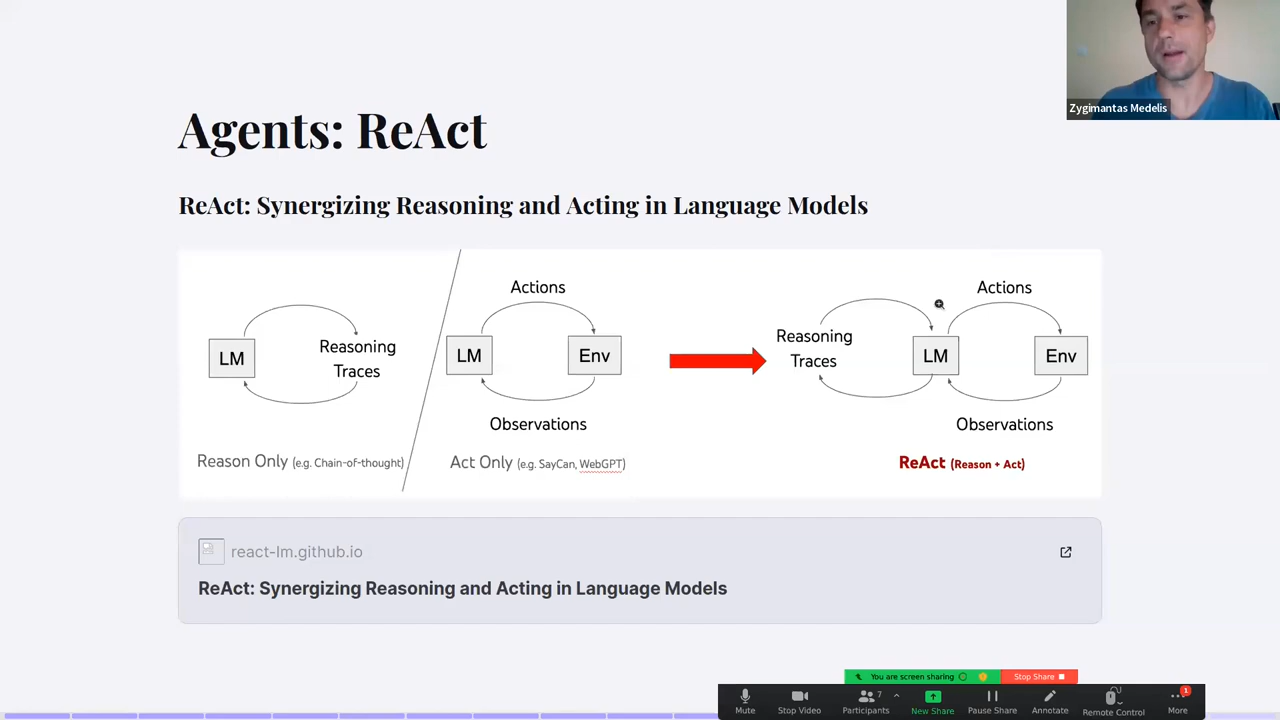 Zygimantas Medelis
Agents: ReAct
ReAct: Synergizing Reasoning and Acting in Language Models
LM
Reasoning
Traces
Reason Only (e.g. Chain-of-thought)
Actions
LM
Env
Observations
Act Only (e.g. SayCan, WebGPT)
Reasoning
Traces
LM
Actions
Env
Observations
ReAct (Reason + Act)
react-lm.github.io
ReAct: Synergizing Reasoning and Acting in Language Models
You are screen sharing
Stop Share
Mute
Stop Video
Participants
7
New Share
Pause Share
Annotate
Remote Control
More
1